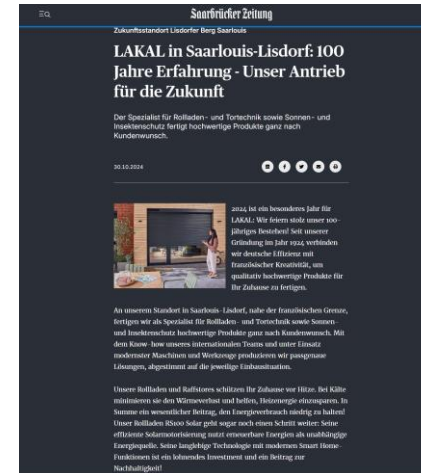 Saarbrücker Zeitung
Zukunftsstandort Lisdorfer Berg Saarlouis
LAKAL in Saarlouis-Lisdorf: 100
Jahre Erfahrung - Unser Antrieb
für die Zukunft
Der Spezialist für Rollladen- und Tortechnik sowie Sonnen- und
Insektenschutz fertigt hochwertige Produkte ganz nach
Kundenwunsch.
30.10.2024
2024 ist ein besonderes Jahr für
LAKAL: Wir feiern stolz unser 100-
jähriges Bestehen! Seit unserer
Gründung im Jahr 1924 verbinden
wir deutsche Effizienz mit
französischer Kreativität, um
qualitativ hochwertige Produkte für
Ihr Zuhause zu fertigen.
An unserem Standort in Saarlouis-Lisdorf, nahe der französischen Grenze,
fertigen wir als Spezialist für Rollladen- und Tortechnik sowie Sonnen-
und Insektenschutz hochwertige Produkte ganz nach Kundenwunsch. Mit
dem Know-how unseres internationalen Teams und unter Einsatz
modernster Maschinen und Werkzeuge produzieren wir passgenaue
Lösungen, abgestimmt auf die jeweilige Einbausituation.
Unsere Rollladen und Raffstores schützen Ihr Zuhause vor Hitze. Bei Kälte
minimieren sie den Wärmeverlust und helfen, Heizenergie einzusparen. In
Summe ein wesentlicher Beitrag, den Energieverbrauch niedrig zu halten!
Unser Rollladen RS100 Solar geht sogar noch einen Schritt weiter: Seine
effiziente Solarmotorisierung nutzt erneuerbare Energien als unabhängige
Energiequelle. Seine langlebige Technologie mit modernen Smart Home-
Funktionen ist ein lohnendes Investment und ein Beitrag zur
Nachhaltigkeit!